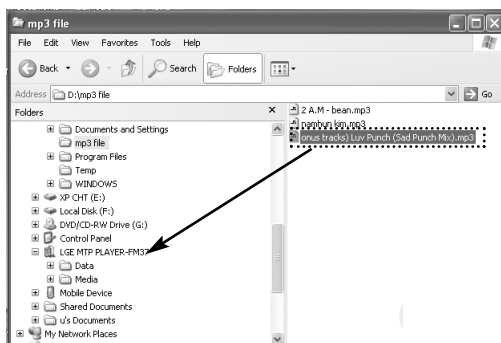 mp3 file
File Edit View Favorites Tools Help
Back Search Folders
Address D:\mp3 file Go
Folders
Documents and Settings
mp3 file
Program Files
Temp
WINDOWS
XP CHT (E:)
Local Disk (F:)
DVD/CD-RW Drive (G:)
Control Panel
LGE MTP PLAYER-FM37
Data
Media
Mobile Device
Shared Documents
u's Documents
My Network Places
2 A.M - bean.mp3
nambun kim.mp3
onus tracks) Luv Punch (Sad Punch Mix).mp3